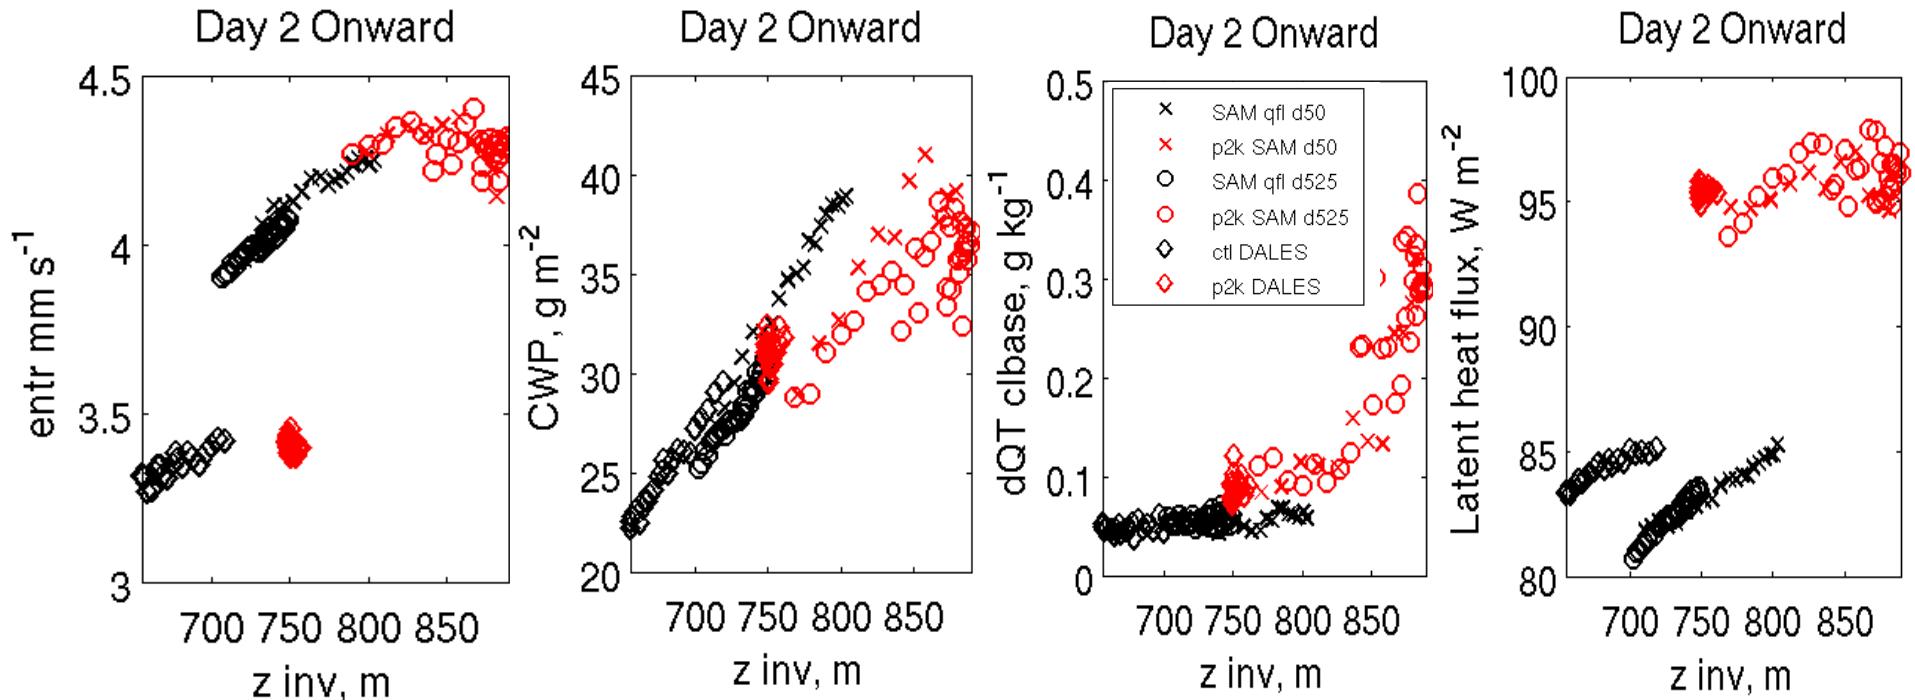 Day 2 Onward
4.5
4
3.5
3
entr mm s-1
700 750 800 850
z inv, m
Day 2 Onward
45
40
35
30
25
20
CWP, g m-2
700 750 800 850
z inv, m
Day 2 Onward
0.5
0.4
0.3
0.2
0.1
0
dQT clbase, g kg-1
SAM qfl d50
p2k SAM d50
SAM qfl d525
p2k SAM d525
ctl DALES
p2k DALES
700 750 800 850
z inv, m
Day 2 Onward
100
95
90
85
80
Latent heat flux, W m-2
700 750 800 850
z inv, m